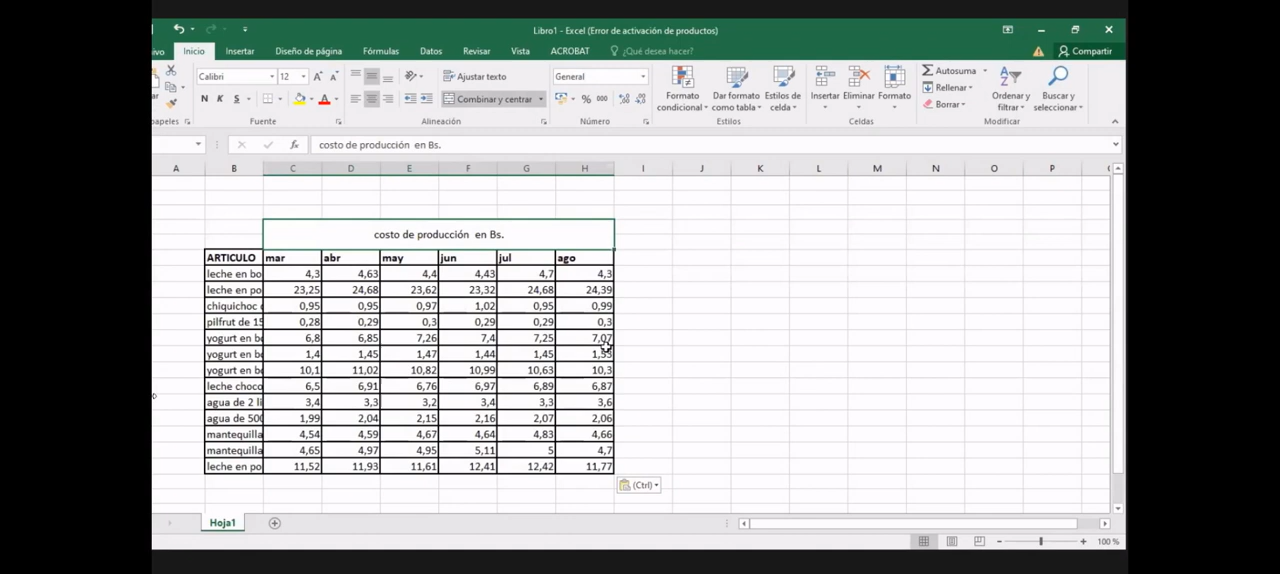 Libro1 - Excel (Error de activación de productos)
Inicio Insertar Diseño de página Fórmulas Datos Revisar Vista ACROBAT ¿Qué desea hacer? Compartir
Calibri 12 Ajustar texto General Autosuma
N K S Combinar y centrar % 000 Formato condicional Dar formato como tabla Estilos de celda Insertar Eliminar Formato Rellenar Borrar Ordenar y filtrar Buscar y seleccionar
Fuente Alineación Número Estilos Celdas Modificar
fx costo de producción en Bs.
A B C D E F G H I J K L M N O P
costo de producción en Bs.
ARTICULO mar abr may jun jul ago
leche en bo 4,3 4,63 4,4 4,43 4,7 4,3
leche en po 23,25 24,68 23,62 23,32 24,68 24,39
chiquichoc 0,95 0,95 0,97 1,02 0,95 0,99
pilfrut de 15 0,28 0,29 0,3 0,29 0,29 0,3
yogurt en bo 6,8 6,85 7,26 7,4 7,25 7,07
yogurt en bo 1,4 1,45 1,47 1,44 1,45
yogurt en bo 10,1 11,02 10,82 10,99 10,63 10,3
leche choco 6,5 6,91 6,76 6,97 6,89 6,87
agua de 2 li 3,4 3,3 3,2 3,4 3,3 3,6
agua de 500 1,99 2,04 2,15 2,16 2,07 2,06
mantequilla 4,54 4,59 4,67 4,64 4,83 4,66
mantequilla 4,65 4,97 4,95 5,11 5 4,7
leche en po 11,52 11,93 11,61 12,41 12,42 11,77
(Ctrl)
Hoja1
100 %